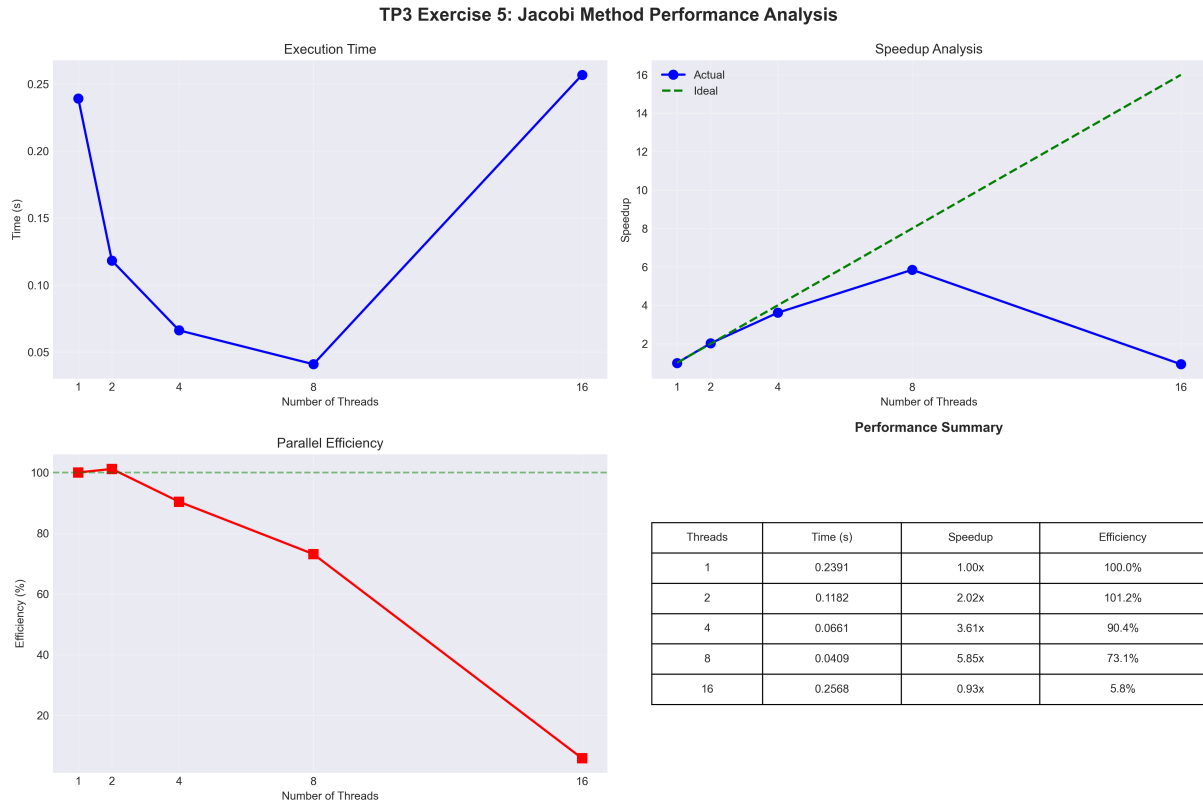 TP3 Exercise 5: Jacobi Method Performance Analysis
Execution Time
Time (s)
0.25
0.20
0.15
0.10
0.05
1 2 4 8 16
Number of Threads
Speedup Analysis
Actual
Ideal
Speedup
16
14
12
10
8
6
4
2
1 2 4 8 16
Number of Threads
Parallel Efficiency
Efficiency (%)
100
80
60
40
20
1 2 4 8 16
Number of Threads
Performance Summary
Threads Time (s) Speedup Efficiency
1 0.2391 1.00x 100.0%
2 0.1182 2.02x 101.2%
4 0.0661 3.61x 90.4%
8 0.0409 5.85x 73.1%
16 0.2568 0.93x 5.8%